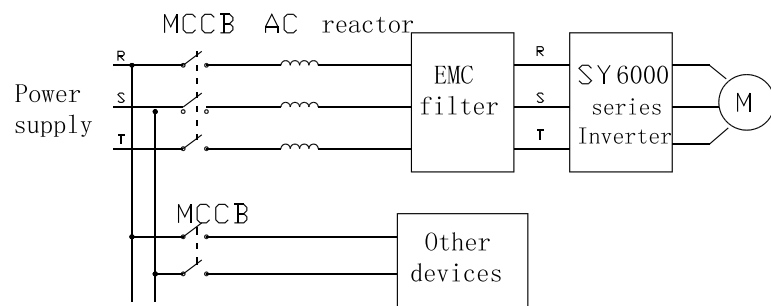 MCCB AC reactor
Power
supply
R
S
T
EMC
filter
R
S
T
SY6000
series
Inverter
M
MCCB
Other
devices